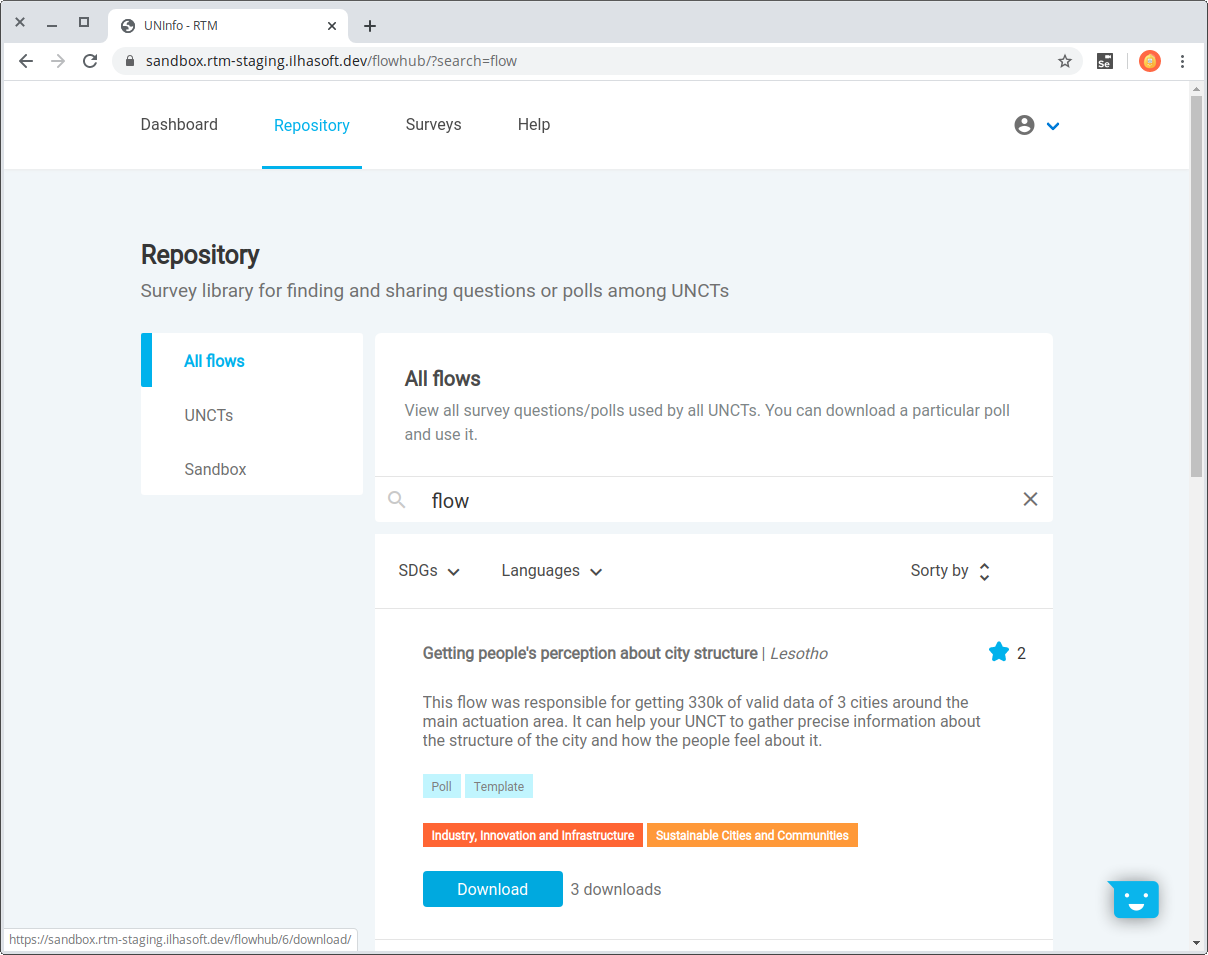 UNInfo - RTM
sandbox.rtm-staging.ilhasoft.dev/flowhub/?search=flow
Se
Dashboard
Repository
Surveys
Help
Repository
Survey library for finding and sharing questions or polls among UNCTs
All flows
UNCTs
Sandbox
All flows
View all survey questions/polls used by all UNCTs. You can download a particular poll
and use it.
flow
SDGs
Languages
Sorty by
Getting people's perception about city structure | Lesotho
2
This flow was responsible for getting 330k of valid data of 3 cities around the
main actuation area. It can help your UNCT to gather precise information about
the structure of the city and how the people feel about it.
Poll
Template
Industry, Innovation and Infrastructure
Sustainable Cities and Communities
Download
3 downloads
https://sandbox.rtm-staging.ilhasoft.dev/flowhub/6/download/